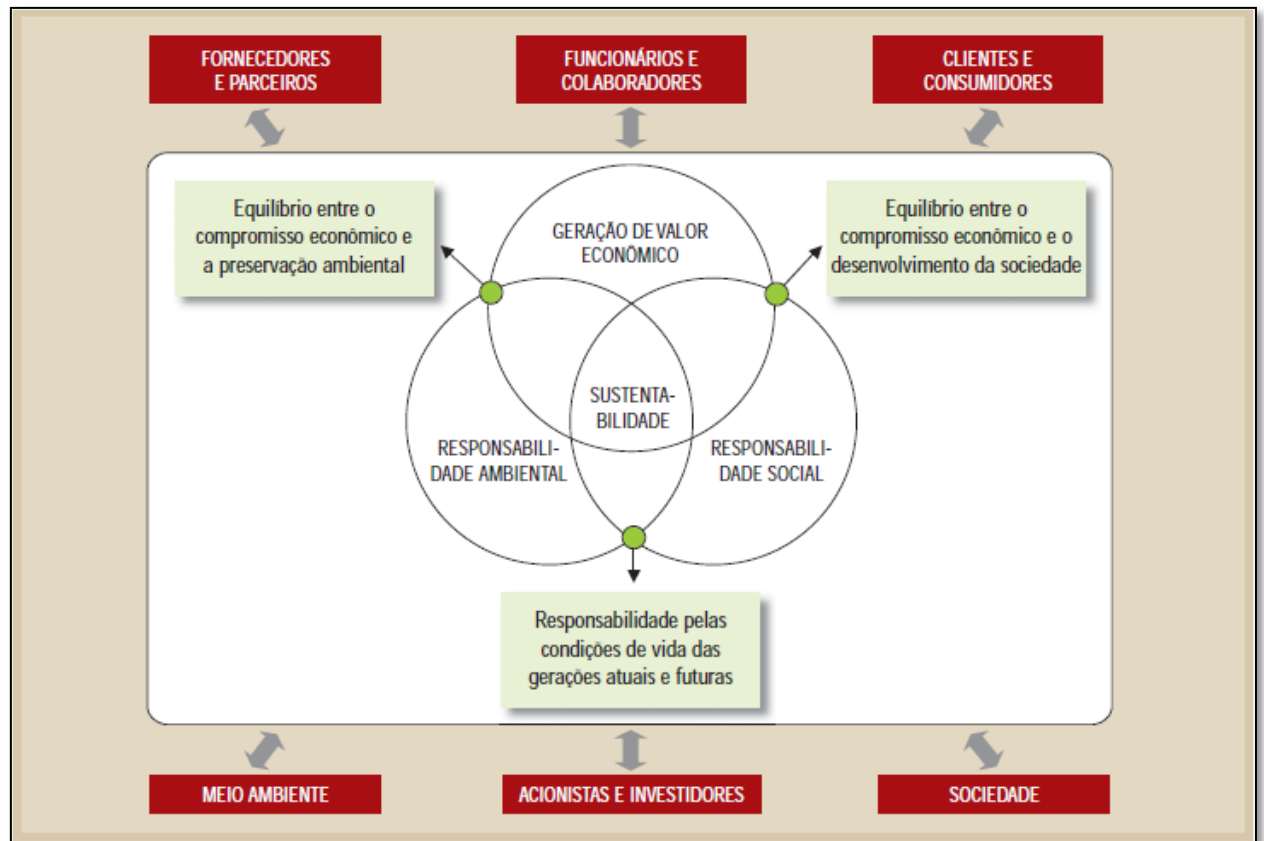 FORNECEDORES
E PARCEIROS
FUNCIONÁRIOS E
COLABORADORES
CLIENTES E
CONSUMIDORES
Equilíbrio entre o
compromisso econômico e
a preservação ambiental
GERAÇÃO DE VALOR
ECONÔMICO
Equilíbrio entre o
compromisso econômico e o
desenvolvimento da sociedade
SUSTENTA-
BILIDADE
RESPONSABILI-
DADE AMBIENTAL
RESPONSABILI-
DADE SOCIAL
Responsabilidade pelas
condições de vida das
gerações atuais e futuras
MEIO AMBIENTE
ACIONISTAS E INVESTIDORES
SOCIEDADE